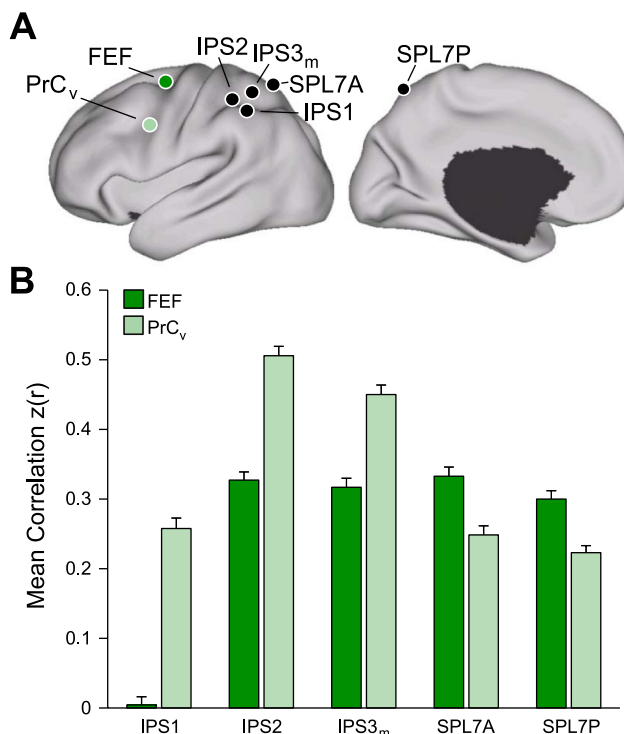 A
FEF
PrCv
IPS2
IPS3m
SPL7A
IPS1
SPL7P
B
Mean Correlation z(r)
0.6
0.5
0.4
0.3
0.2
0.1
0
FEF
PrCv
IPS1 IPS2 IPS3m SPL7A SPL7P